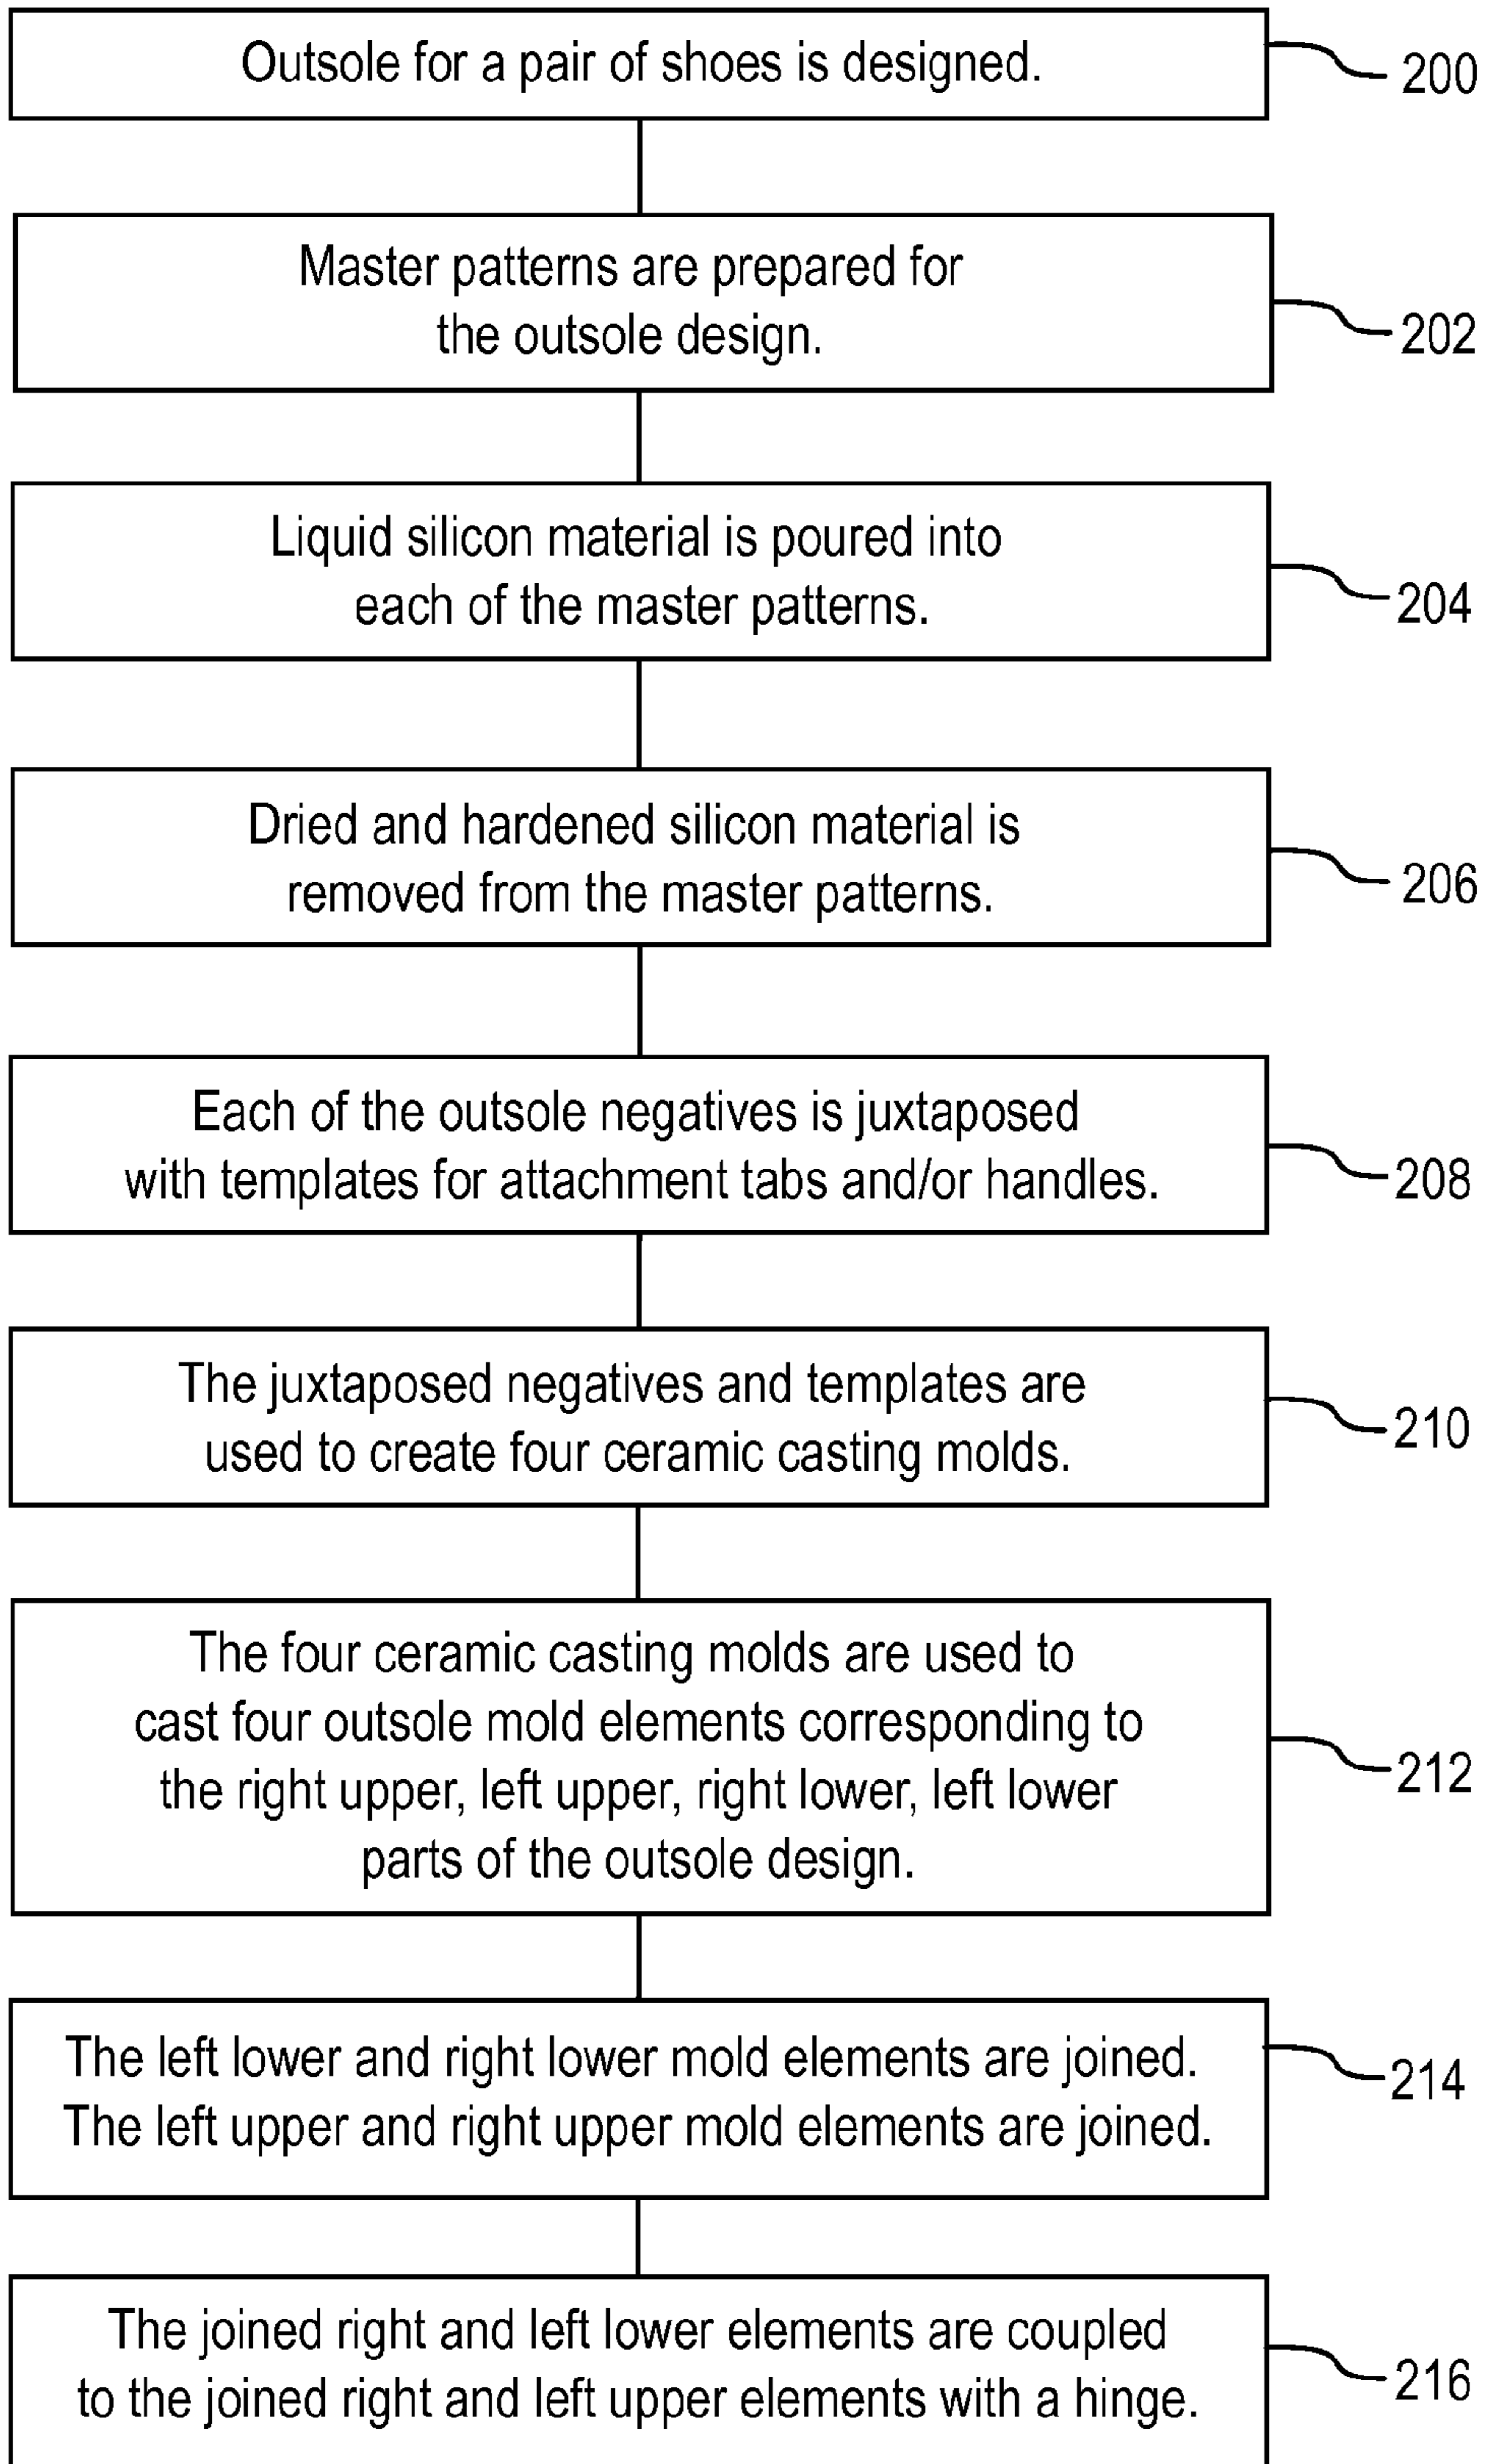 Outsole for a pair of shoes is designed.
200
Master patterns are prepared for
the outsole design.
202
Liquid silicon material is poured into
each of the master patterns.
204
Dried and hardened silicon material is
removed from the master patterns.
206
Each of the outsole negatives is juxtaposed
with templates for attachment tabs and/or handles.
208
The juxtaposed negatives and templates are
used to create four ceramic casting molds.
210
The four ceramic casting molds are used to
cast four outsole mold elements corresponding to
the right upper, left upper, right lower, left lower
parts of the outsole design.
212
The left lower and right lower mold elements are joined.
The left upper and right upper mold elements are joined.
214
The joined right and left lower elements are coupled
to the joined right and left upper elements with a hinge.
216